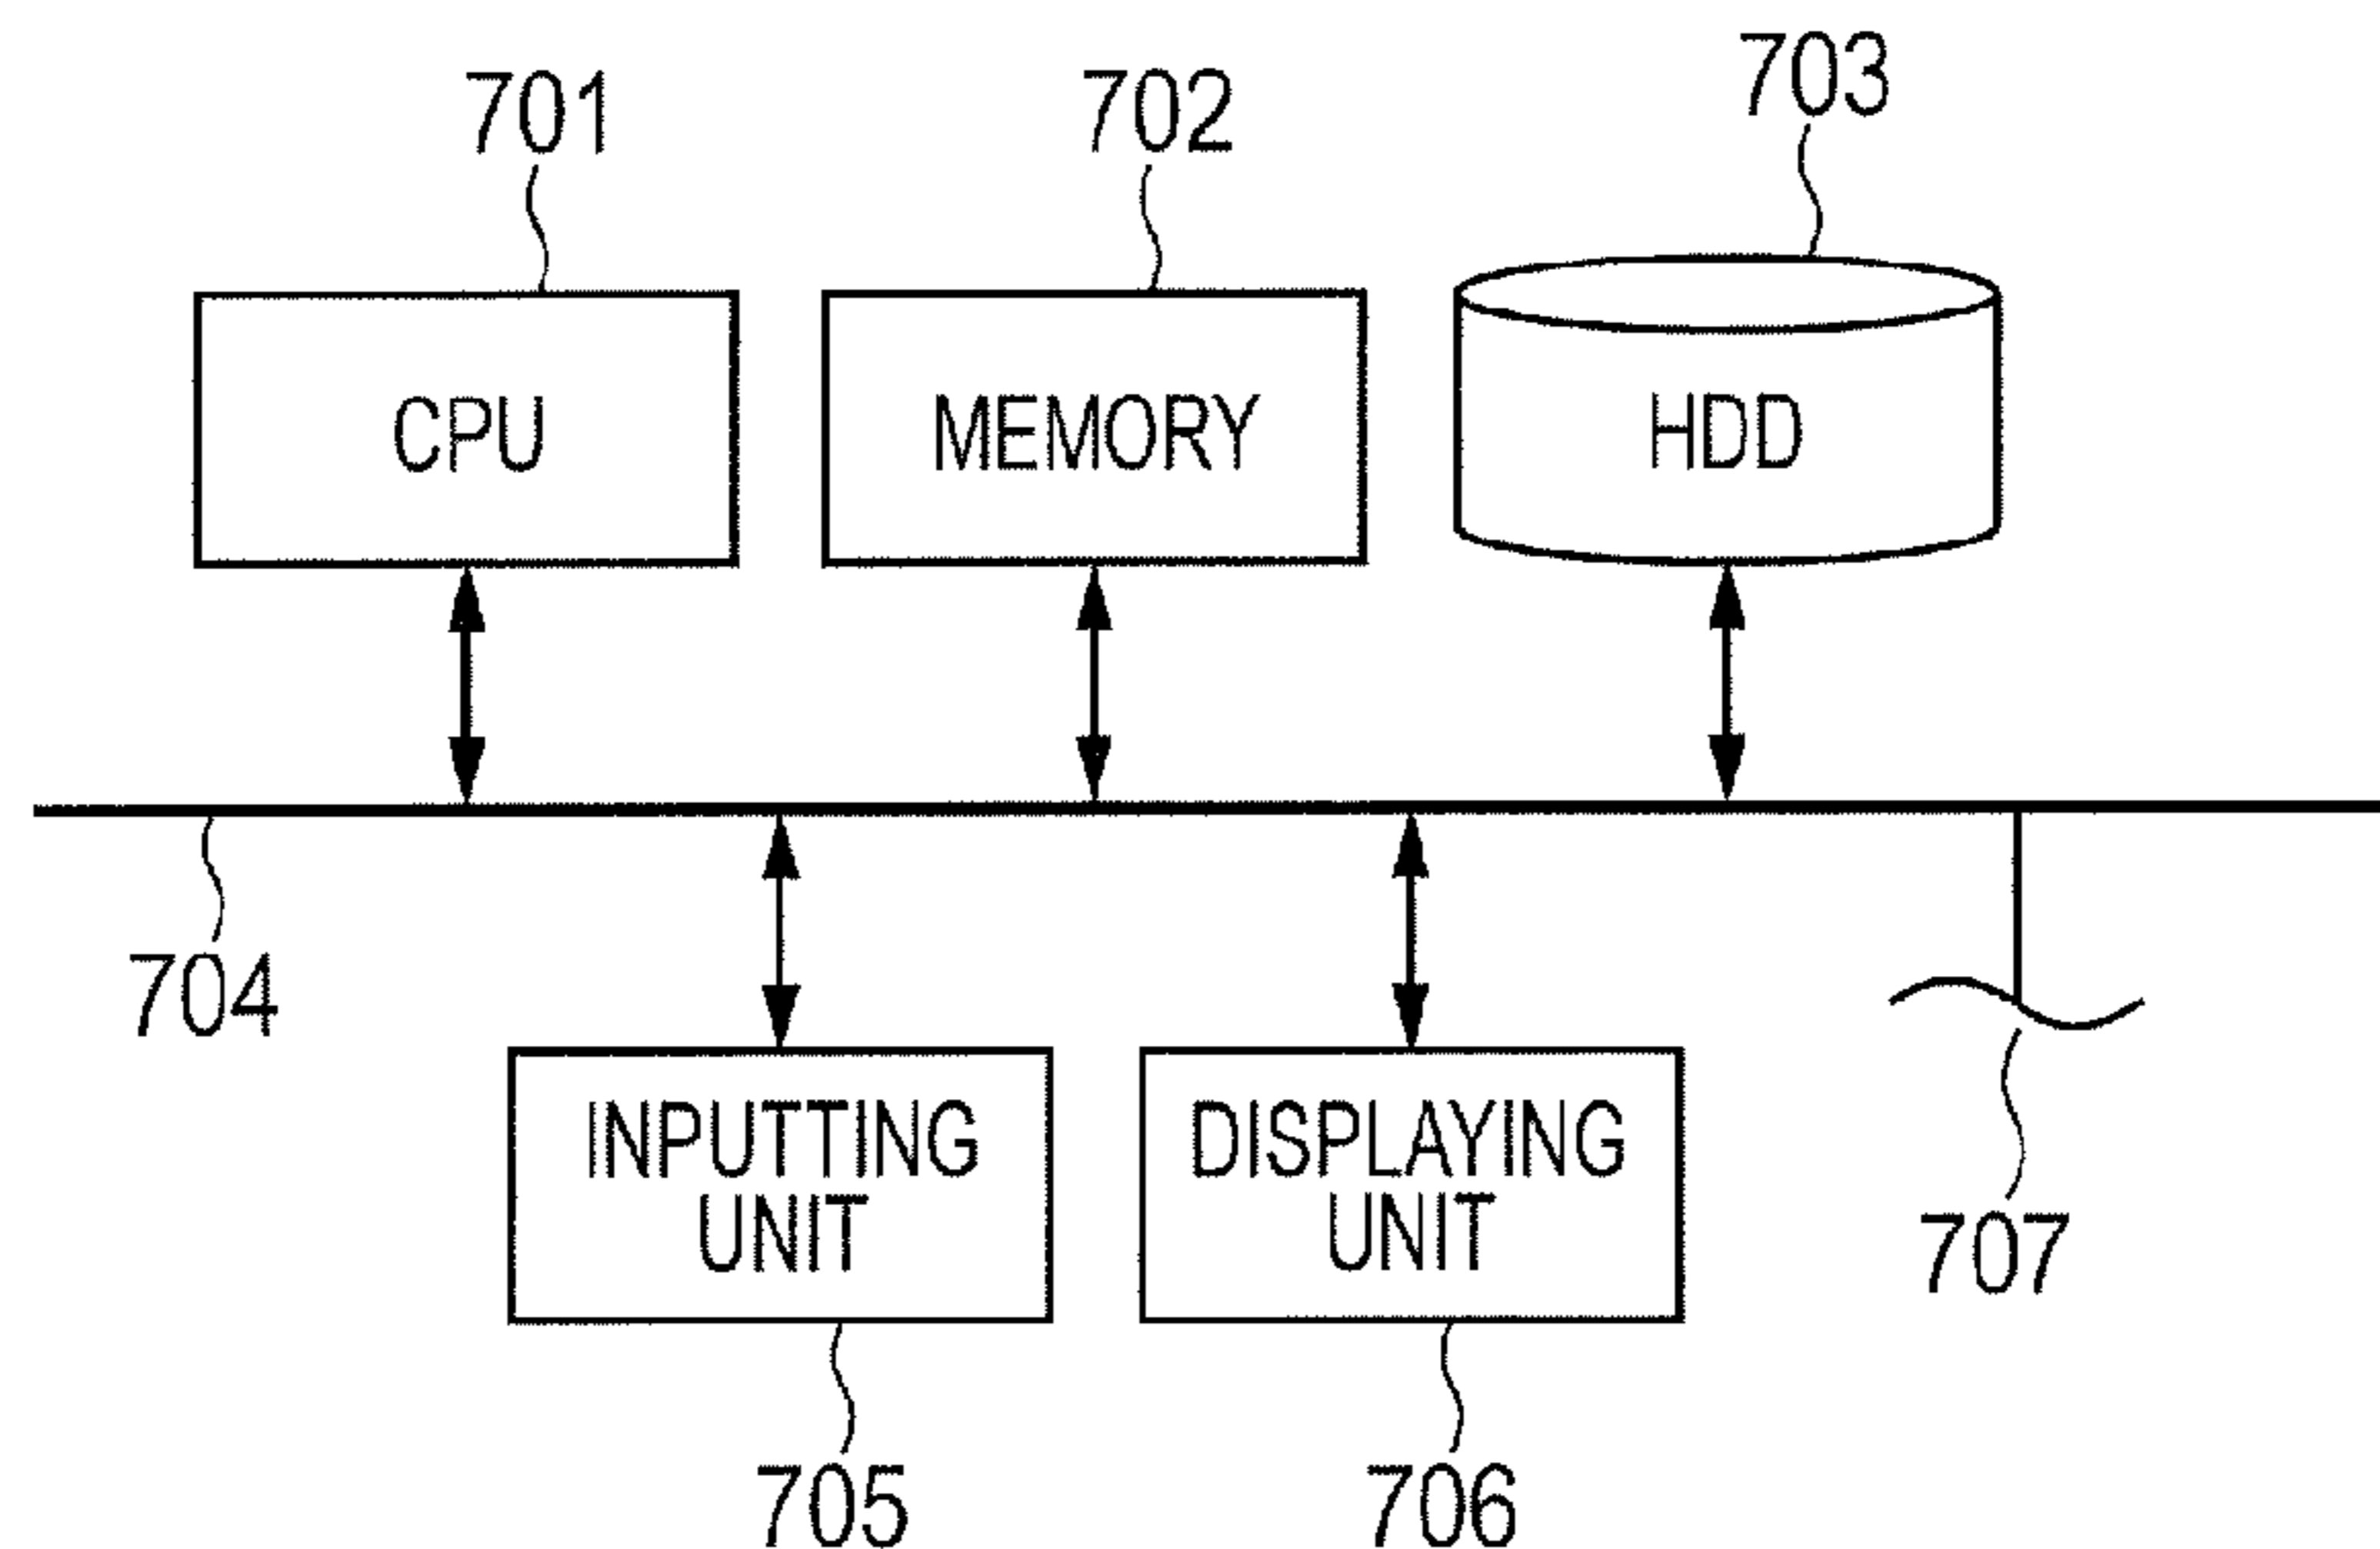 701
702
703
CPU
MEMORY
HDD
704
INPUTTING
UNIT
DISPLAYING
UNIT
707
705
706